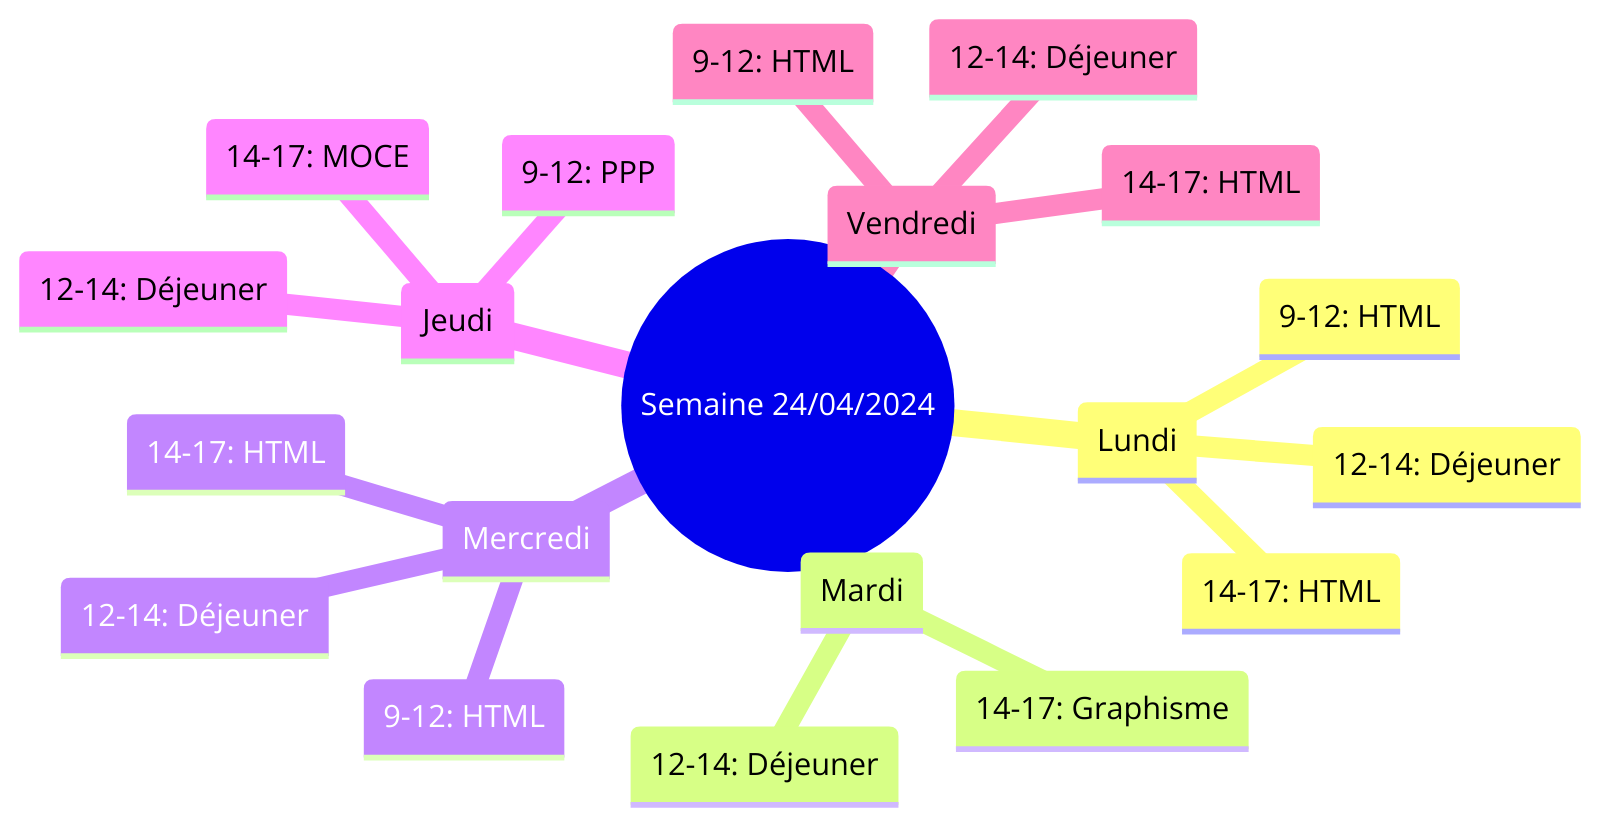 Semaine 24/04/2024
Lundi
9-12: HTML
12-14: Déjeuner
14-17: HTML
Mardi
12-14: Déjeuner
14-17: Graphisme
Mercredi
9-12: HTML
12-14: Déjeuner
14-17: HTML
Jeudi
9-12: PPP
12-14: Déjeuner
14-17: MOCE
Vendredi
9-12: HTML
12-14: Déjeuner
14-17: HTML